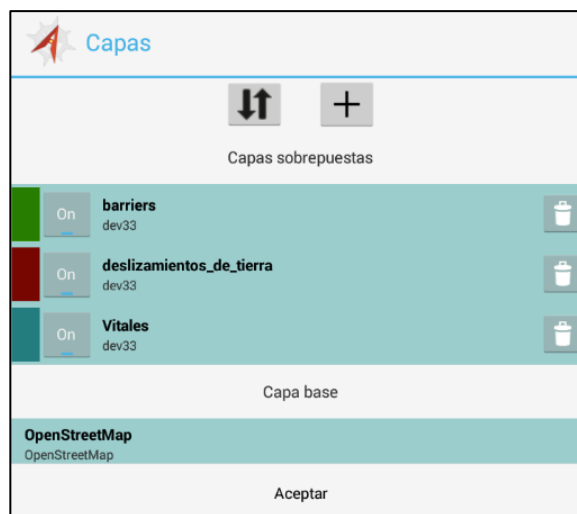 Capas
Capas sobrepuestas
On
barriers
dev33
On
deslizamientos_de_tierra
dev33
On
Vitales
dev33
Capa base
OpenStreetMap
OpenStreetMap
Aceptar